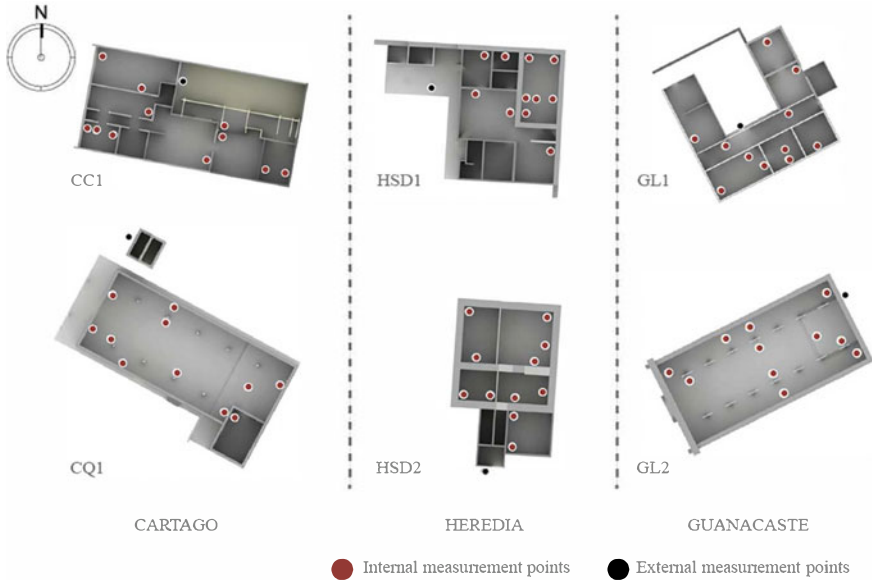 N
CC1
HSD1
GL1
CQ1
HSD2
GL2
CARTAGO
HEREDIA
GUANACASTE
Internal measurement points
External measurement points